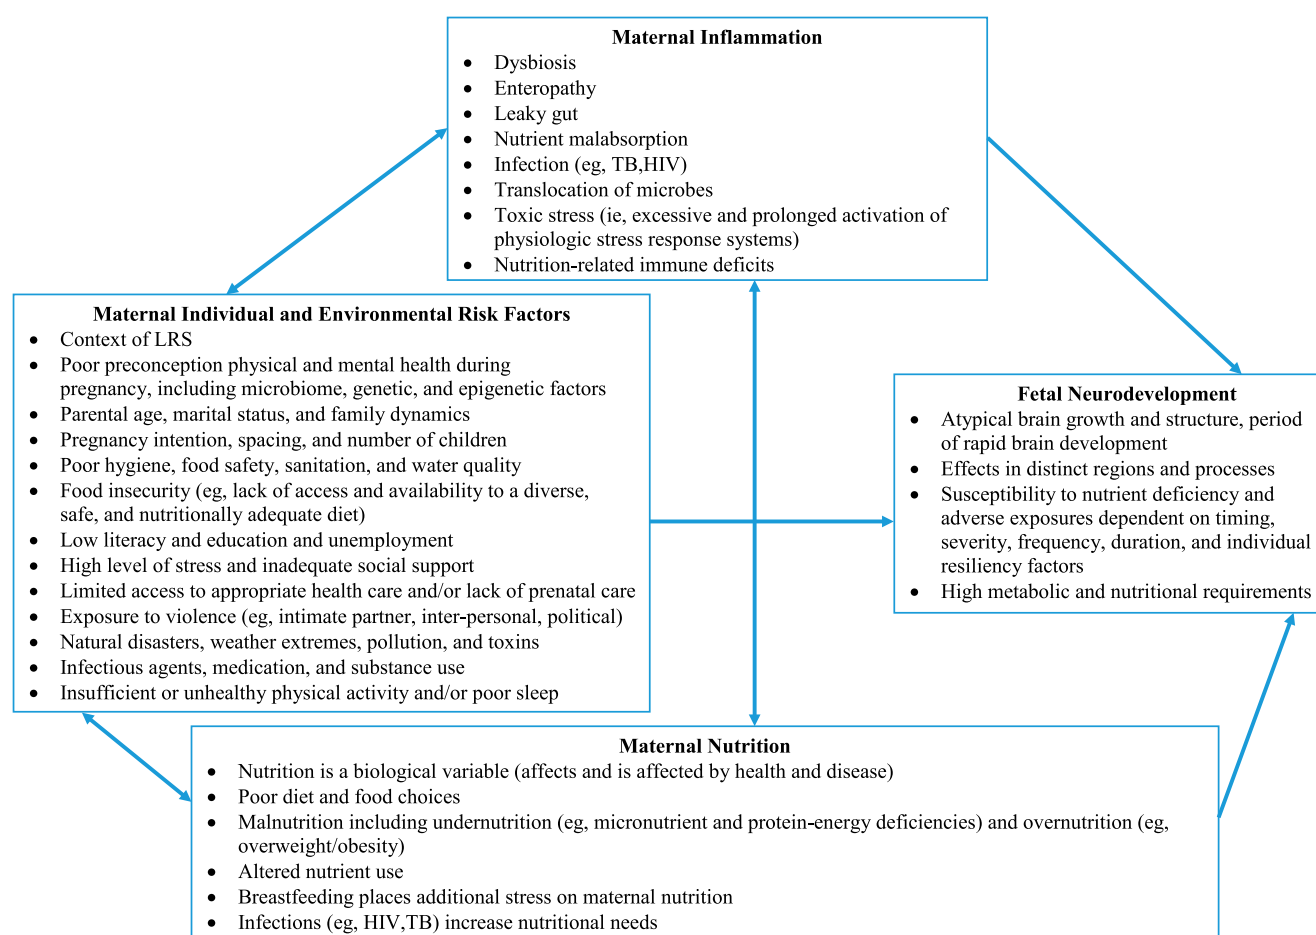 Maternal Inflammation
• Dysbiosis
• Enteropathy
• Leaky gut
• Nutrient malabsorption
• Infection (eg, TB,HIV)
• Translocation of microbes
• Toxic stress (ie, excessive and prolonged activation of
physiologic stress response systems)
• Nutrition-related immune deficits
Maternal Individual and Environmental Risk Factors
• Context of LRS
• Poor preconception physical and mental health during
pregnancy, including microbiome, genetic, and epigenetic factors
• Parental age, marital status, and family dynamics
• Pregnancy intention, spacing, and number of children
• Poor hygiene, food safety, sanitation, and water quality
• Food insecurity (eg, lack of access and availability to a diverse,
safe, and nutritionally adequate diet)
• Low literacy and education and unemployment
• High level of stress and inadequate social support
• Limited access to appropriate health care and/or lack of prenatal care
• Exposure to violence (eg, intimate partner, inter-personal, political)
• Natural disasters, weather extremes, pollution, and toxins
• Infectious agents, medication, and substance use
• Insufficient or unhealthy physical activity and/or poor sleep
Fetal Neurodevelopment
• Atypical brain growth and structure, period
of rapid brain development
• Effects in distinct regions and processes
• Susceptibility to nutrient deficiency and
adverse exposures dependent on timing,
severity, frequency, duration, and individual
resiliency factors
• High metabolic and nutritional requirements
Maternal Nutrition
• Nutrition is a biological variable (affects and is affected by health and disease)
• Poor diet and food choices
• Malnutrition including undernutrition (eg, micronutrient and protein-energy deficiencies) and overnutrition (eg,
overweight/obesity)
• Altered nutrient use
• Breastfeeding places additional stress on maternal nutrition
• Infections (eg, HIV,TB) increase nutritional needs